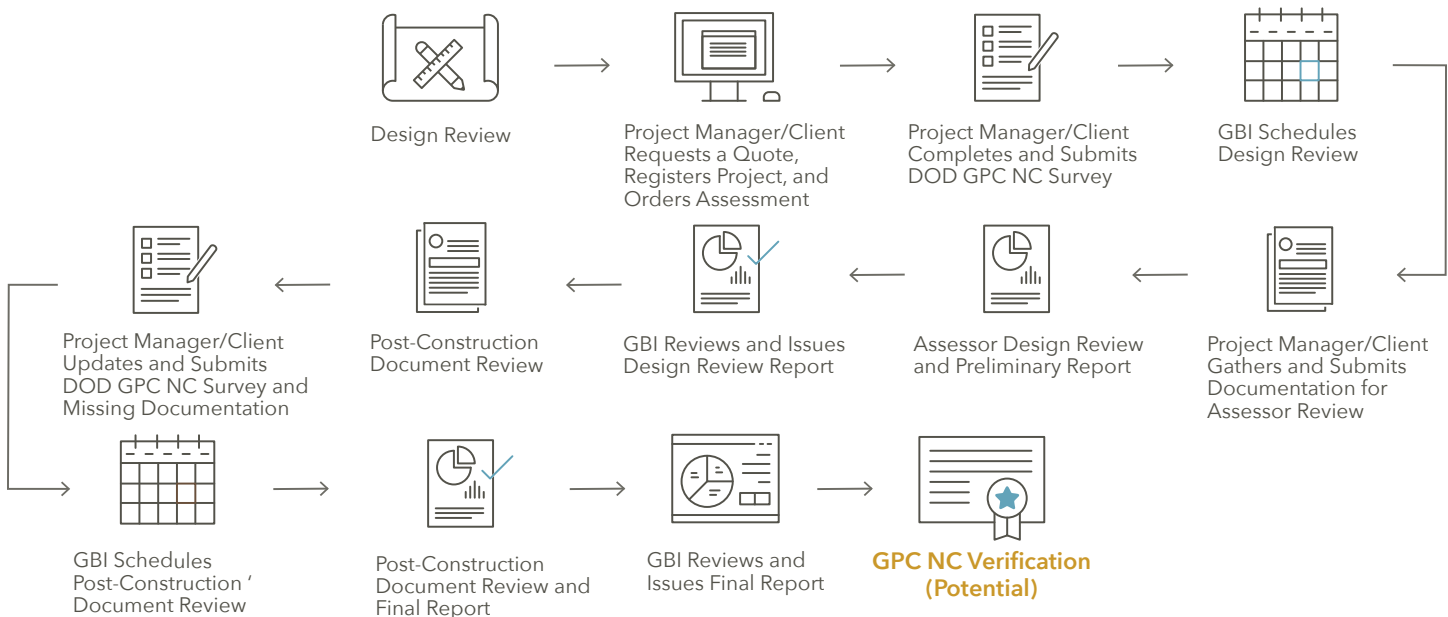 Design Review
Project Manager/Client
Requests a Quote,
Registers Project, and
Orders Assessment
Project Manager/Client
Completes and Submits
DOD GPC NC Survey
GBI Schedules
Design Review
Project Manager/Client
Gathers and Submits
Documentation for
Assessor Review
Assessor Design Review
and Preliminary Report
GBI Reviews and Issues
Design Review Report
Post-Construction
Document Review
Project Manager/Client
Updates and Submits
DOD GPC NC Survey and
Missing Documentation
GBI Schedules
Post-Construction ‘
Document Review
Post-Construction
Document Review and
Final Report
GBI Reviews and
Issues Final Report
GPC NC Verification
(Potential)